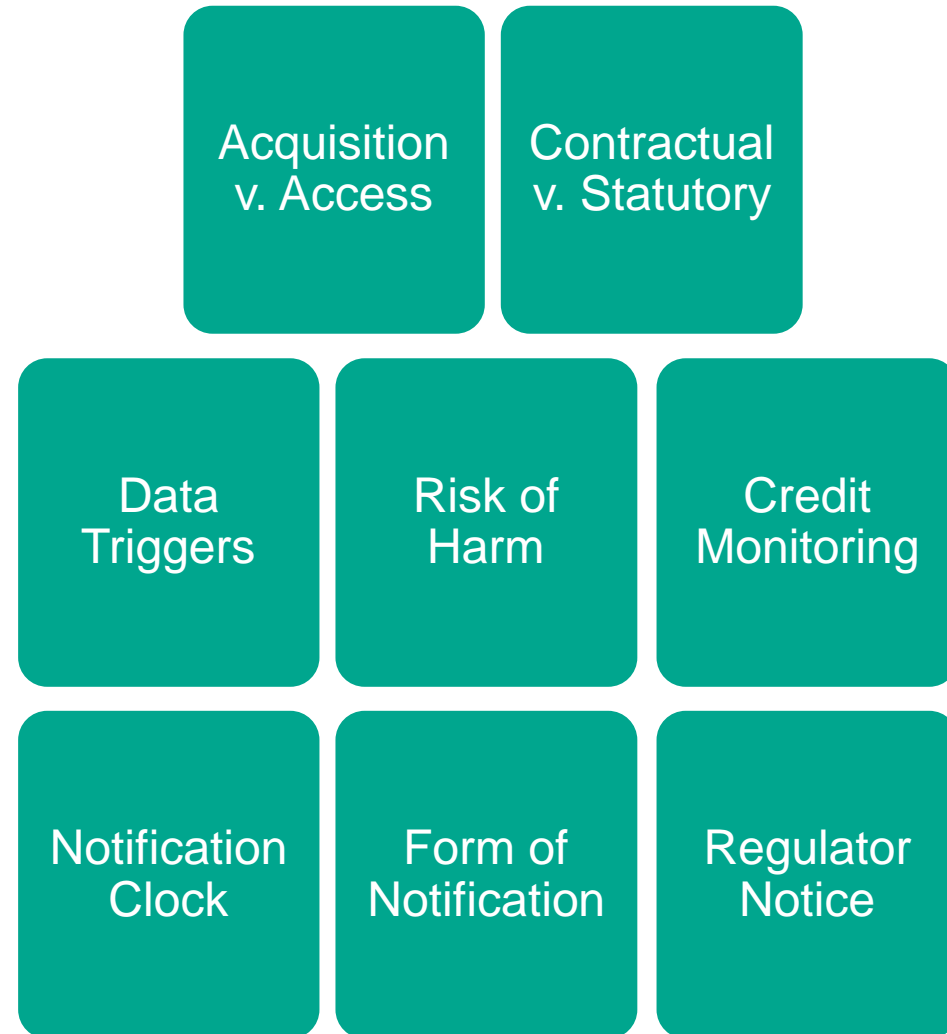 Acquisition
v. Access
Contractual
v. Statutory
Data
Triggers
Risk of
Harm
Credit
Monitoring
Notification
Clock
Form of
Notification
Regulator
Notice